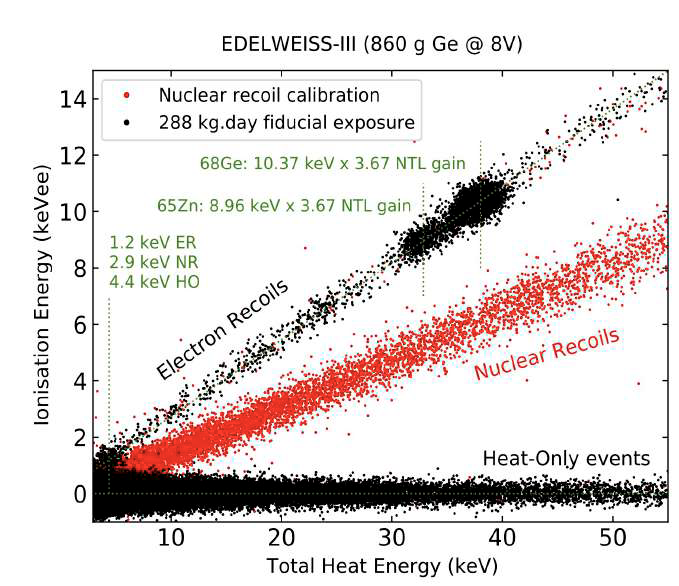 EDELWEISS-III (860 g Ge @ 8V)
Nuclear recoil calibration
288 kg.day fiducial exposure
68Ge: 10.37 keV x 3.67 NTL gain
65Zn: 8.96 keV x 3.67 NTL gain
1.2 keV ER
2.9 keV NR
4.4 keV HO
Electron Recoils
Nuclear Recoils
Heat-Only events
Ionisation Energy (keVee)
14
12
10
8
6
4
2
0
10
20
30
40
50
Total Heat Energy (keV)